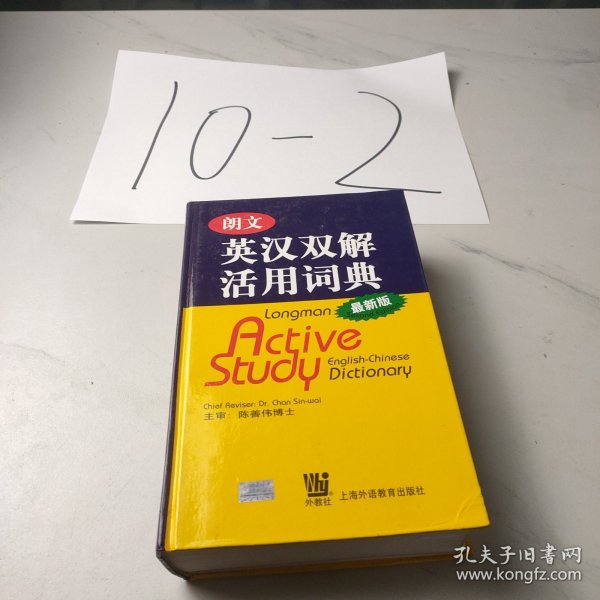 10-2
朗文
英汉双解
活用词典
最新版
Longman
Active
Study
English-Chinese
Dictionary
Chief Reviser: Dr. Chan Sin-wai
主审：陈善伟博士
外教社
上海外语教育出版社
孔夫子旧书网
www.kongfz.com